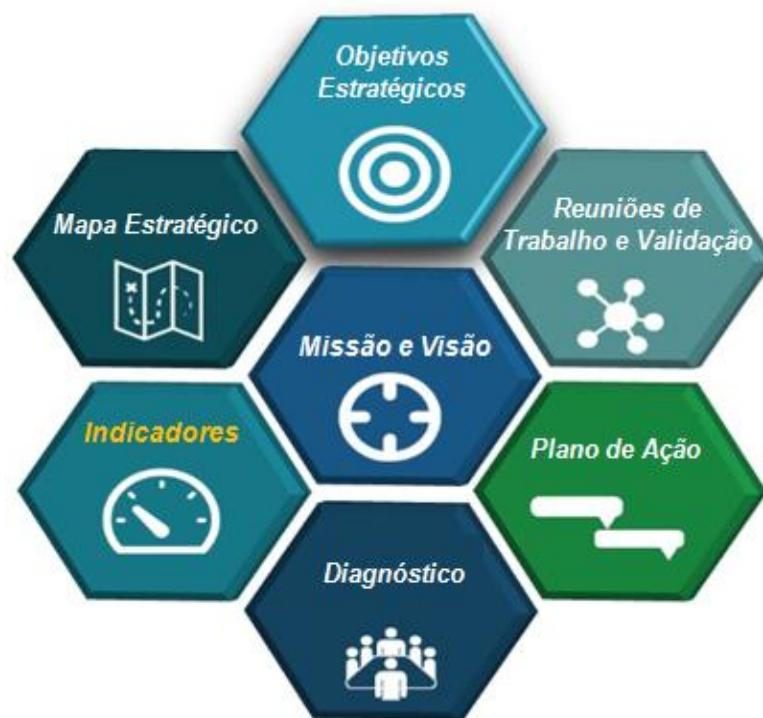 Objetivos
Estratégicos
Mapa Estratégico
Reuniões de
Trabalho e Validação
Missão e Visão
Indicadores
Plano de Ação
Diagnóstico